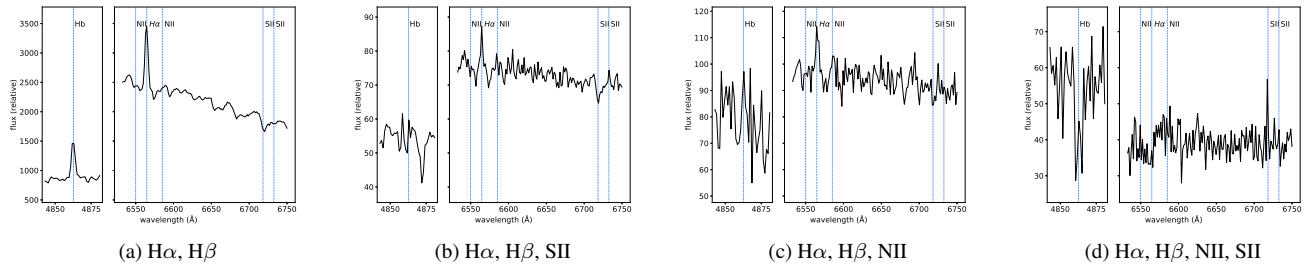 3500
3000
2500
2000
1500
1000
500
flux (relative)
Hb
NII
Hα
NII
SII
SII
4850
4875
6550
6600
6650
6700
6750
wavelength (Å)
(a) Hα, Hβ
90
80
70
60
50
40
flux (relative)
Hb
NII
Hα
NII
SII
SII
4850
4875
6550
6600
6650
6700
6750
wavelength (Å)
(b) Hα, Hβ, SII
120
110
100
90
80
70
60
50
flux (relative)
Hb
NII
Hα
NII
SII
SII
4850
4875
6550
6600
6650
6700
6750
wavelength (Å)
(c) Hα, Hβ, NII
70
60
50
40
30
flux (relative)
Hb
NII
Hα
NII
SII
SII
4850
4875
6550
6600
6650
6700
6750
wavelength (Å)
(d) Hα, Hβ, NII, SII